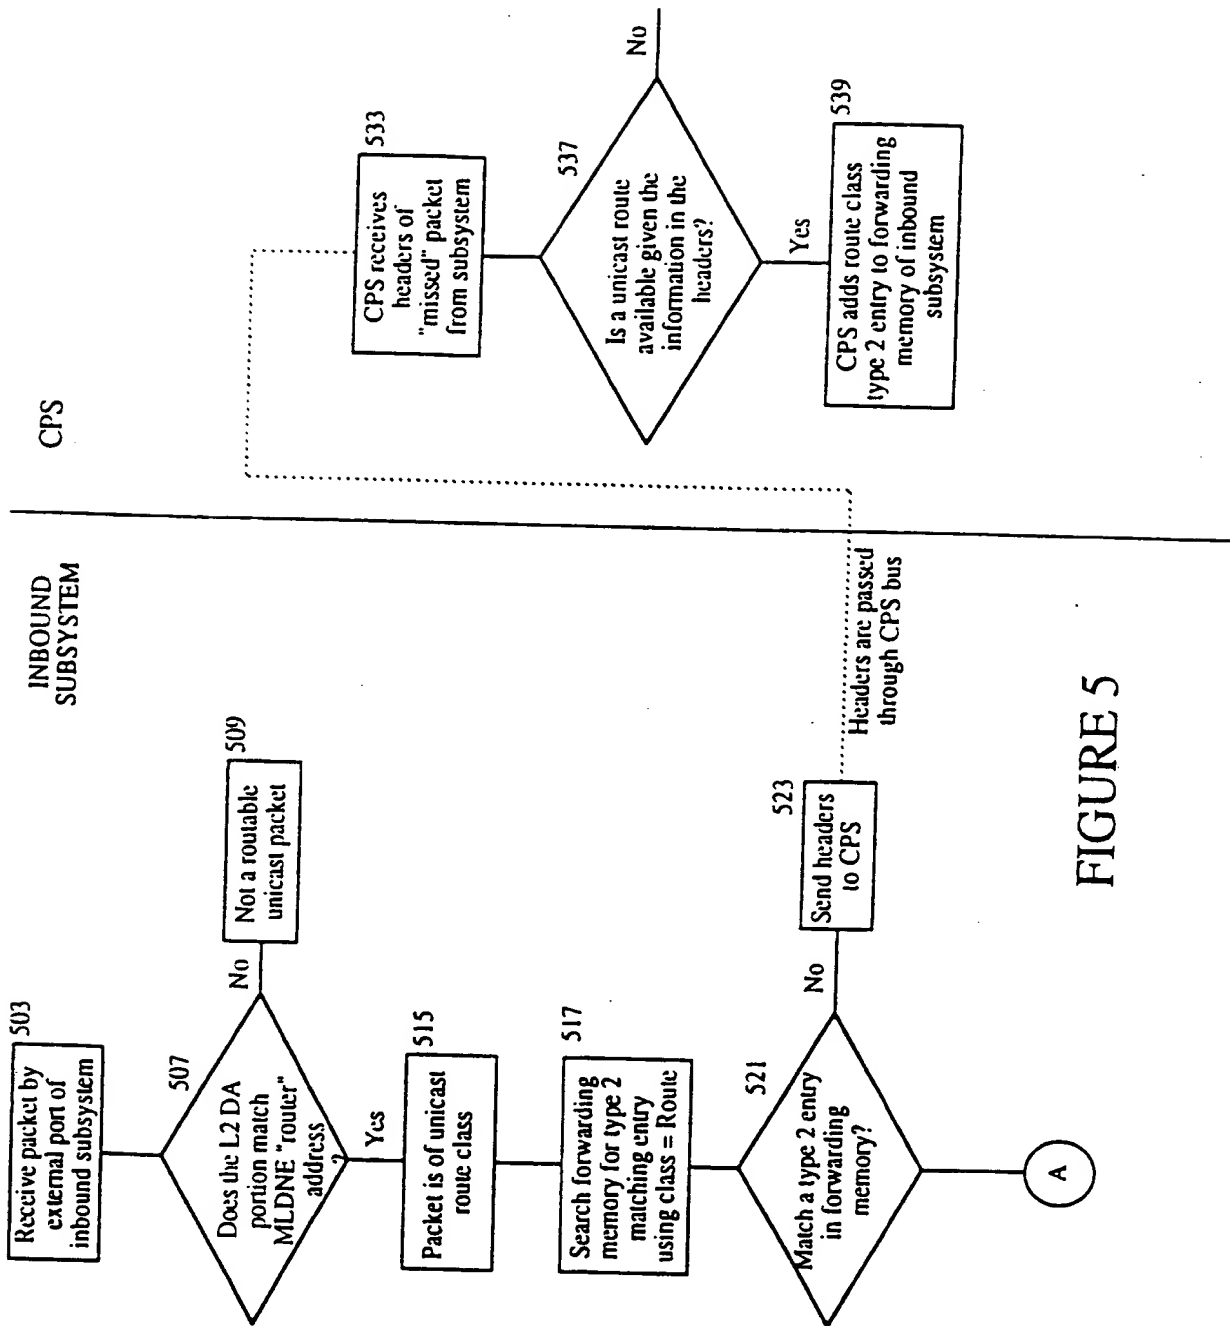 INBOUND
SUBSYSTEM
CPS
503
Receive packet by
external port of
inbound subsystem
507
Does the L2 DA
portion match
MLDNE "router"
address
?
No
509
Not a routable
unicast packet
Yes
515
Packet is of unicast
route class
517
Search forwarding
memory for type 2
matching entry
using class = Route
521
Match a type 2 entry
in forwarding
memory?
No
523
Send headers
to CPS
Headers are passed
through CPS bus
A
533
CPS receives
headers of
"missed" packet
from subsystem
537
Is a unicast route
available given the
information in the
headers?
No
Yes
539
CPS adds route class
type 2 entry to forwarding
memory of inbound
subsystem
FIGURE 5